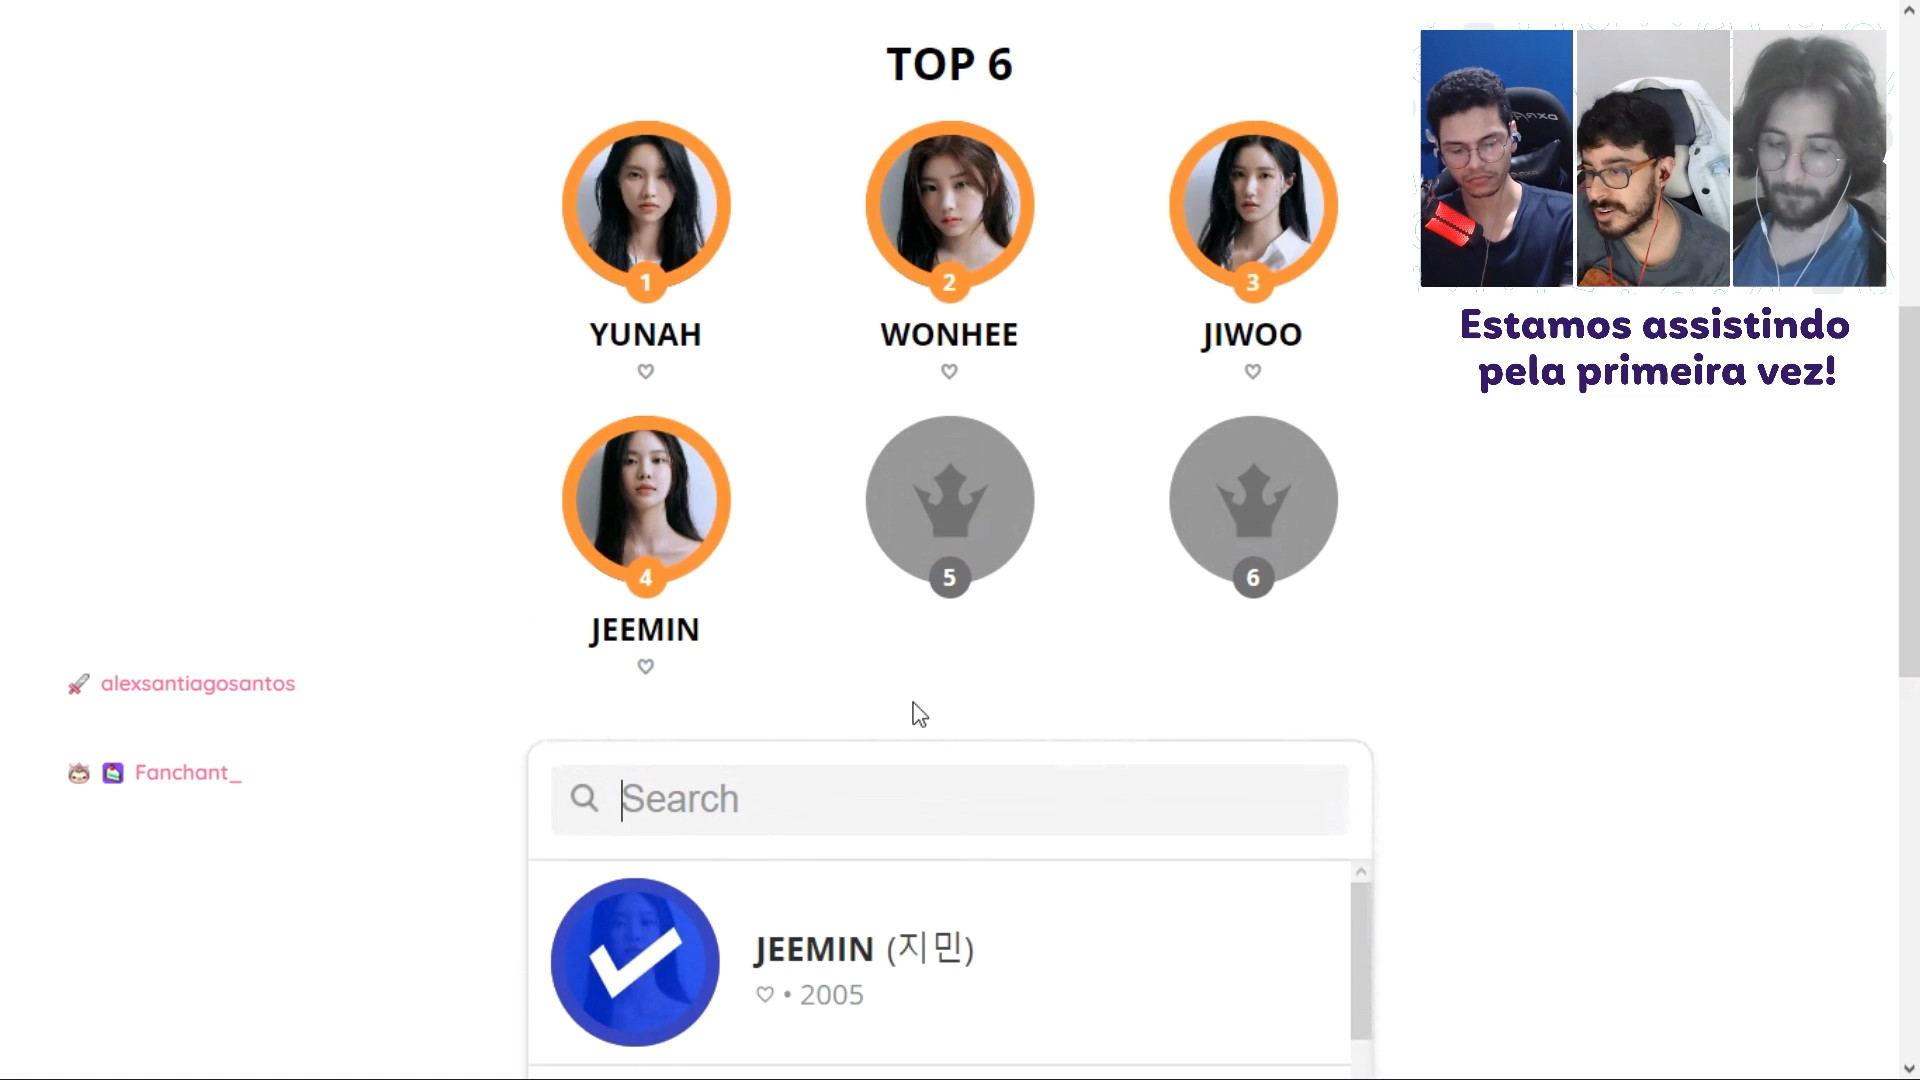 TOP 6
1
2
3
YUNAH
WONHEE
JIWOO
4
5
6
JEEMIN
Search
JEEMIN (지민)
♡ • 2005
Estamos assistindo
pela primeira vez!
alexsantiagosantos
Fanchant_